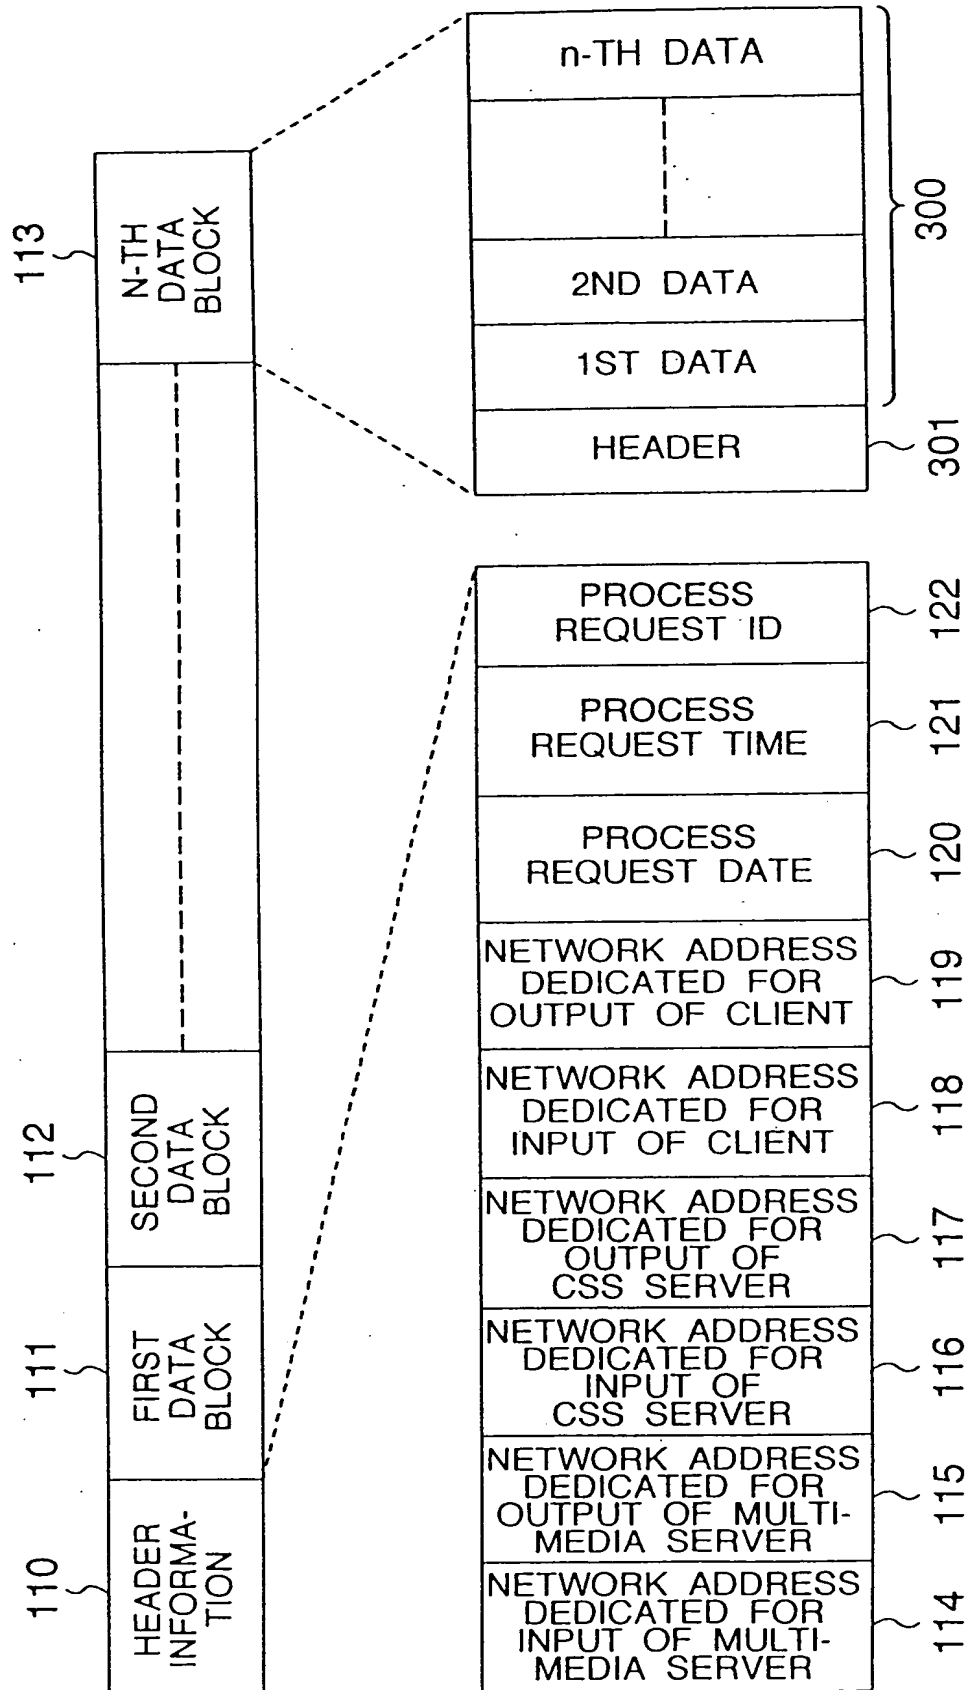 110
HEADER
INFORMA-
TION
111
FIRST
DATA
BLOCK
112
SECOND
DATA
BLOCK
113
N-TH
DATA
BLOCK
n-TH DATA
2ND DATA
1ST DATA
300
HEADER
301
PROCESS
REQUEST ID
122
PROCESS
REQUEST TIME
121
PROCESS
REQUEST DATE
120
NETWORK ADDRESS
DEDICATED FOR
OUTPUT OF CLIENT
119
NETWORK ADDRESS
DEDICATED FOR
INPUT OF CLIENT
118
NETWORK ADDRESS
DEDICATED FOR
OUTPUT OF
CSS SERVER
117
NETWORK ADDRESS
DEDICATED FOR
INPUT OF
CSS SERVER
116
NETWORK ADDRESS
DEDICATED FOR
OUTPUT OF MULTI-
MEDIA SERVER
115
NETWORK ADDRESS
DEDICATED FOR
INPUT OF MULTI-
MEDIA SERVER
114